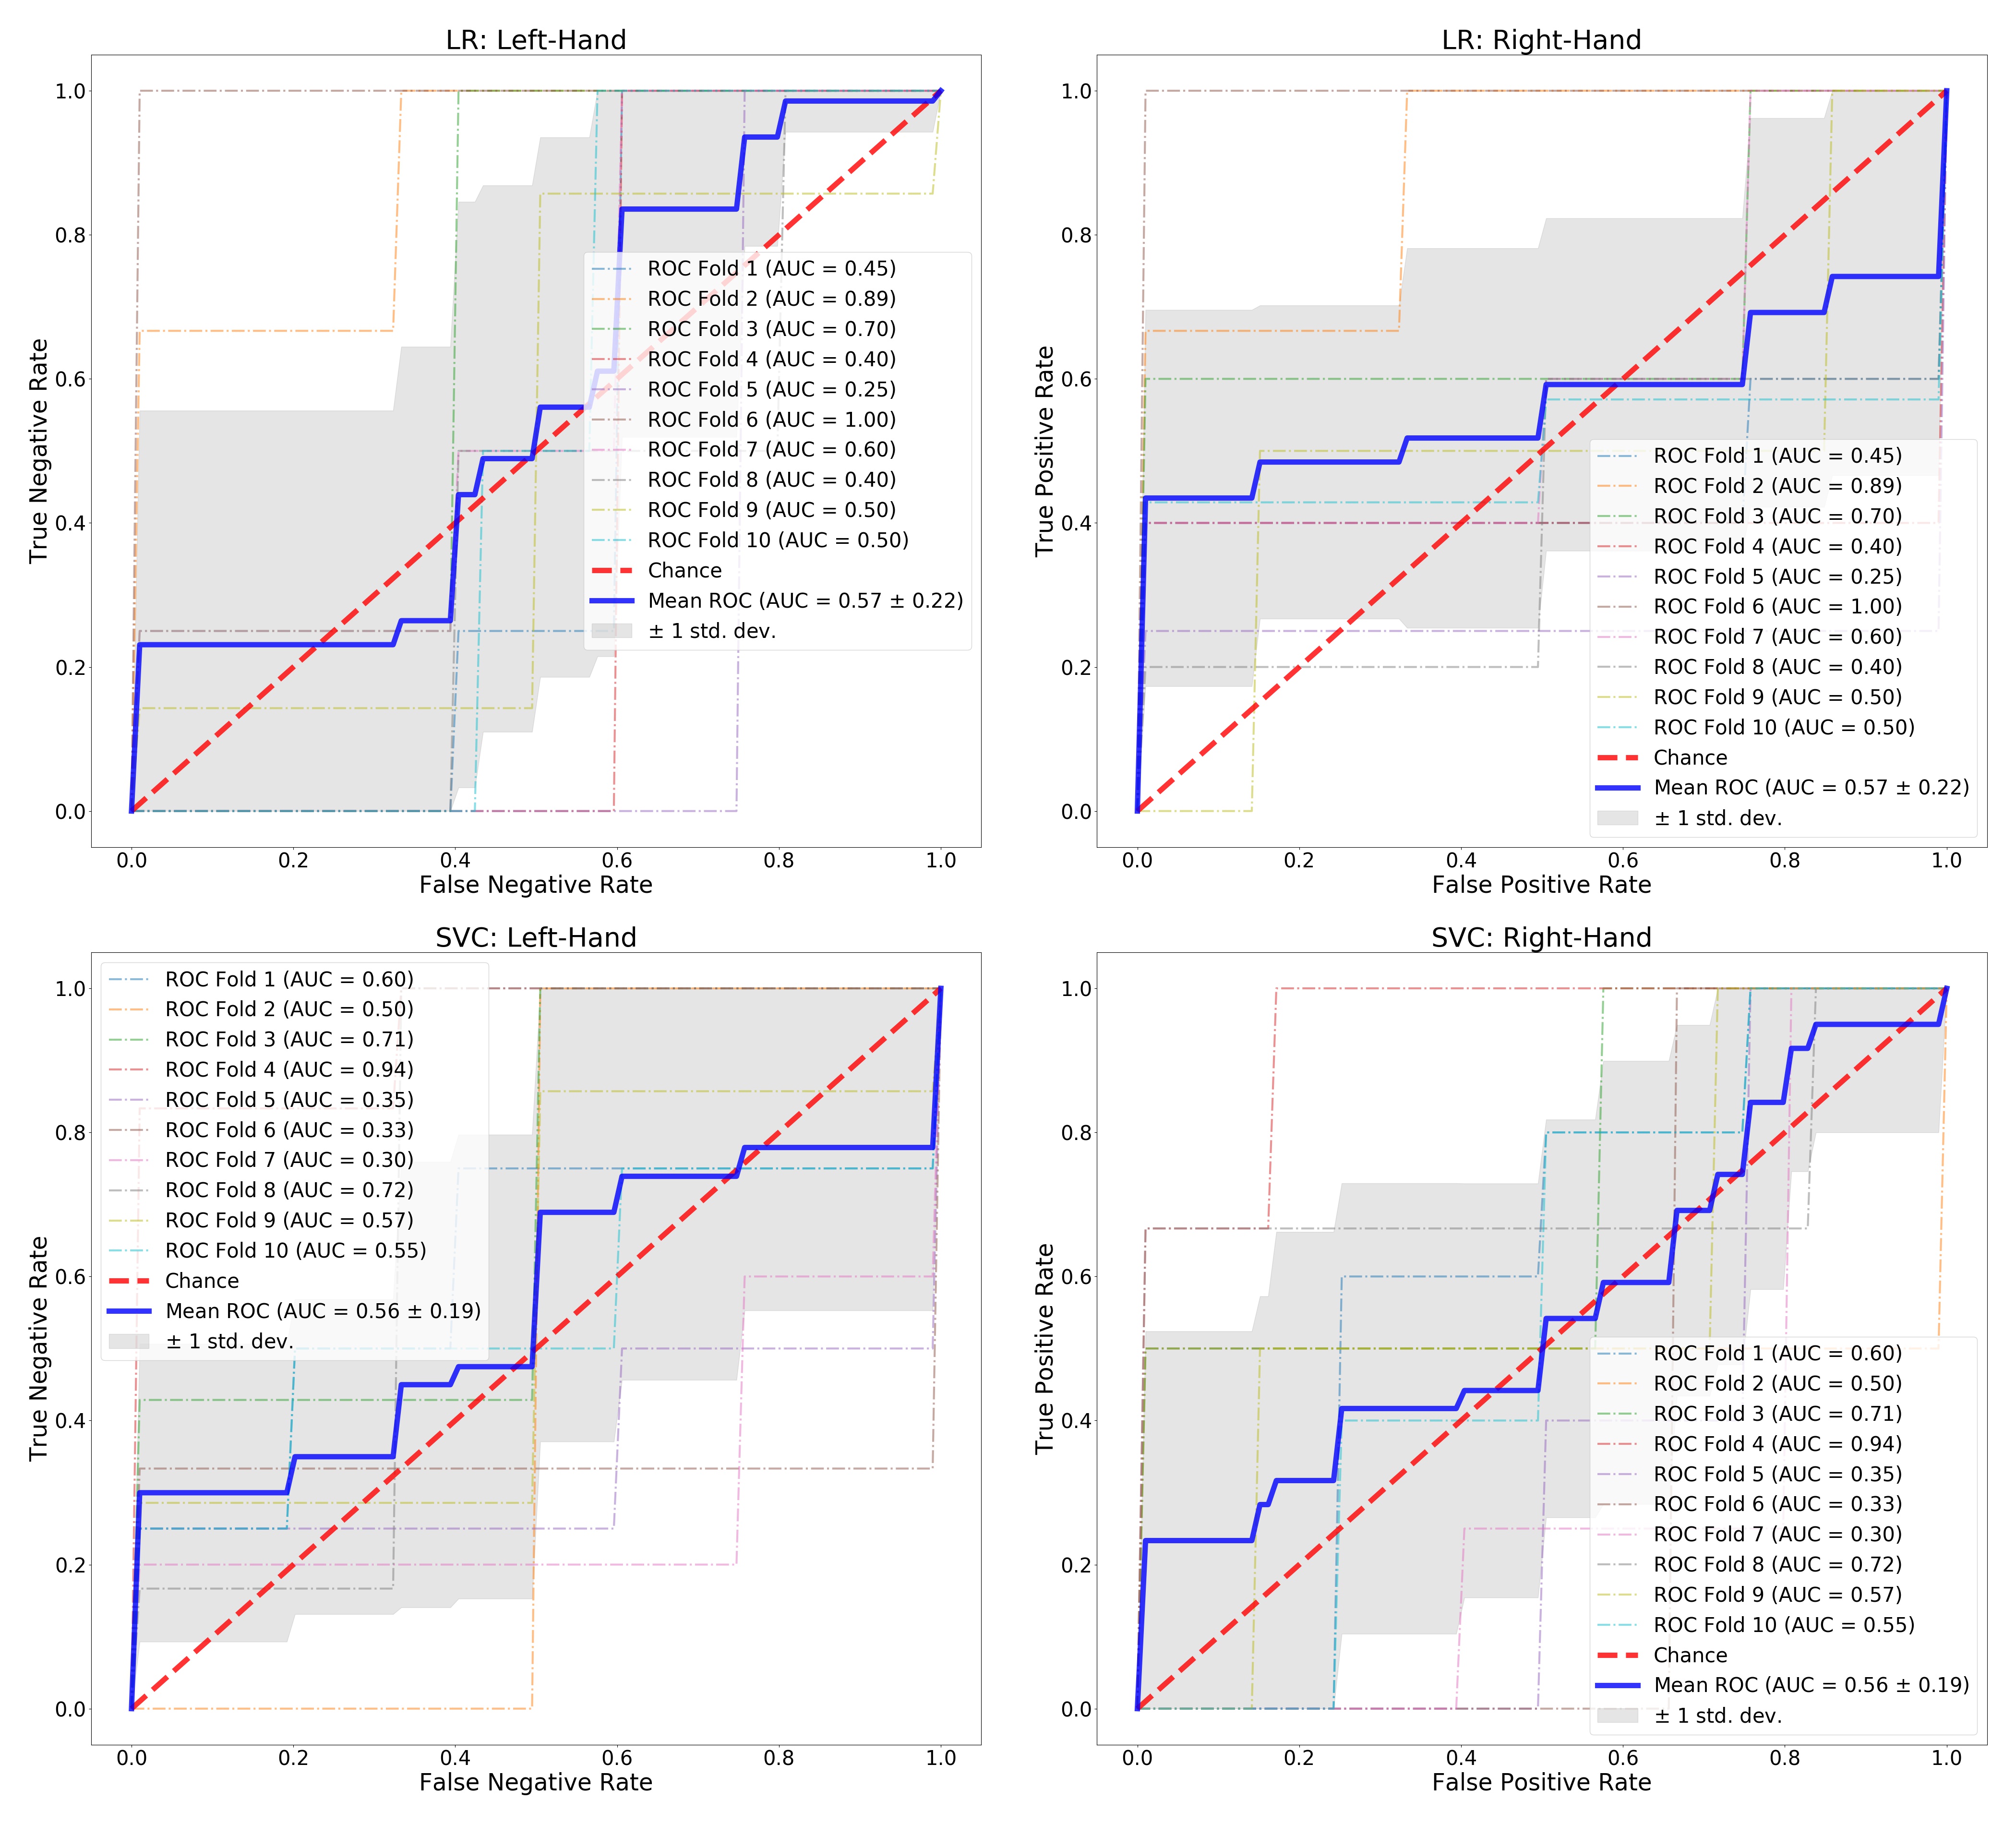 LR: Left-Hand
True Negative Rate
1.0
0.8
0.6
0.4
0.2
0.0
ROC Fold 1 (AUC = 0.45)
ROC Fold 2 (AUC = 0.89)
ROC Fold 3 (AUC = 0.70)
ROC Fold 4 (AUC = 0.40)
ROC Fold 5 (AUC = 0.25)
ROC Fold 6 (AUC = 1.00)
ROC Fold 7 (AUC = 0.60)
ROC Fold 8 (AUC = 0.40)
ROC Fold 9 (AUC = 0.50)
ROC Fold 10 (AUC = 0.50)
Chance
Mean ROC (AUC = 0.57 ± 0.22)
± 1 std. dev.
0.0 0.2 0.4 0.6 0.8 1.0
False Negative Rate
LR: Right-Hand
True Positive Rate
1.0
0.8
0.6
0.4
0.2
0.0
ROC Fold 1 (AUC = 0.45)
ROC Fold 2 (AUC = 0.89)
ROC Fold 3 (AUC = 0.70)
ROC Fold 4 (AUC = 0.40)
ROC Fold 5 (AUC = 0.25)
ROC Fold 6 (AUC = 1.00)
ROC Fold 7 (AUC = 0.60)
ROC Fold 8 (AUC = 0.40)
ROC Fold 9 (AUC = 0.50)
ROC Fold 10 (AUC = 0.50)
Chance
Mean ROC (AUC = 0.57 ± 0.22)
± 1 std. dev.
0.0 0.2 0.4 0.6 0.8 1.0
False Positive Rate
SVC: Left-Hand
True Negative Rate
1.0
0.8
0.6
0.4
0.2
0.0
ROC Fold 1 (AUC = 0.60)
ROC Fold 2 (AUC = 0.50)
ROC Fold 3 (AUC = 0.71)
ROC Fold 4 (AUC = 0.94)
ROC Fold 5 (AUC = 0.35)
ROC Fold 6 (AUC = 0.33)
ROC Fold 7 (AUC = 0.30)
ROC Fold 8 (AUC = 0.72)
ROC Fold 9 (AUC = 0.57)
ROC Fold 10 (AUC = 0.55)
Chance
Mean ROC (AUC = 0.56 ± 0.19)
± 1 std. dev.
0.0 0.2 0.4 0.6 0.8 1.0
False Negative Rate
SVC: Right-Hand
True Positive Rate
1.0
0.8
0.6
0.4
0.2
0.0
ROC Fold 1 (AUC = 0.60)
ROC Fold 2 (AUC = 0.50)
ROC Fold 3 (AUC = 0.71)
ROC Fold 4 (AUC = 0.94)
ROC Fold 5 (AUC = 0.35)
ROC Fold 6 (AUC = 0.33)
ROC Fold 7 (AUC = 0.30)
ROC Fold 8 (AUC = 0.72)
ROC Fold 9 (AUC = 0.57)
ROC Fold 10 (AUC = 0.55)
Chance
Mean ROC (AUC = 0.56 ± 0.19)
± 1 std. dev.
0.0 0.2 0.4 0.6 0.8 1.0
False Positive Rate